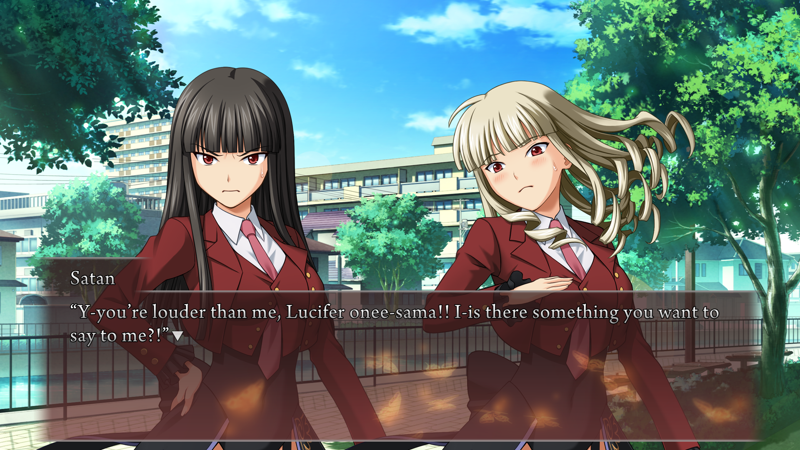 Satan
“Y-you’re louder than me, Lucifer onee-sama!! I-is there something you want to
say to me?!”▼